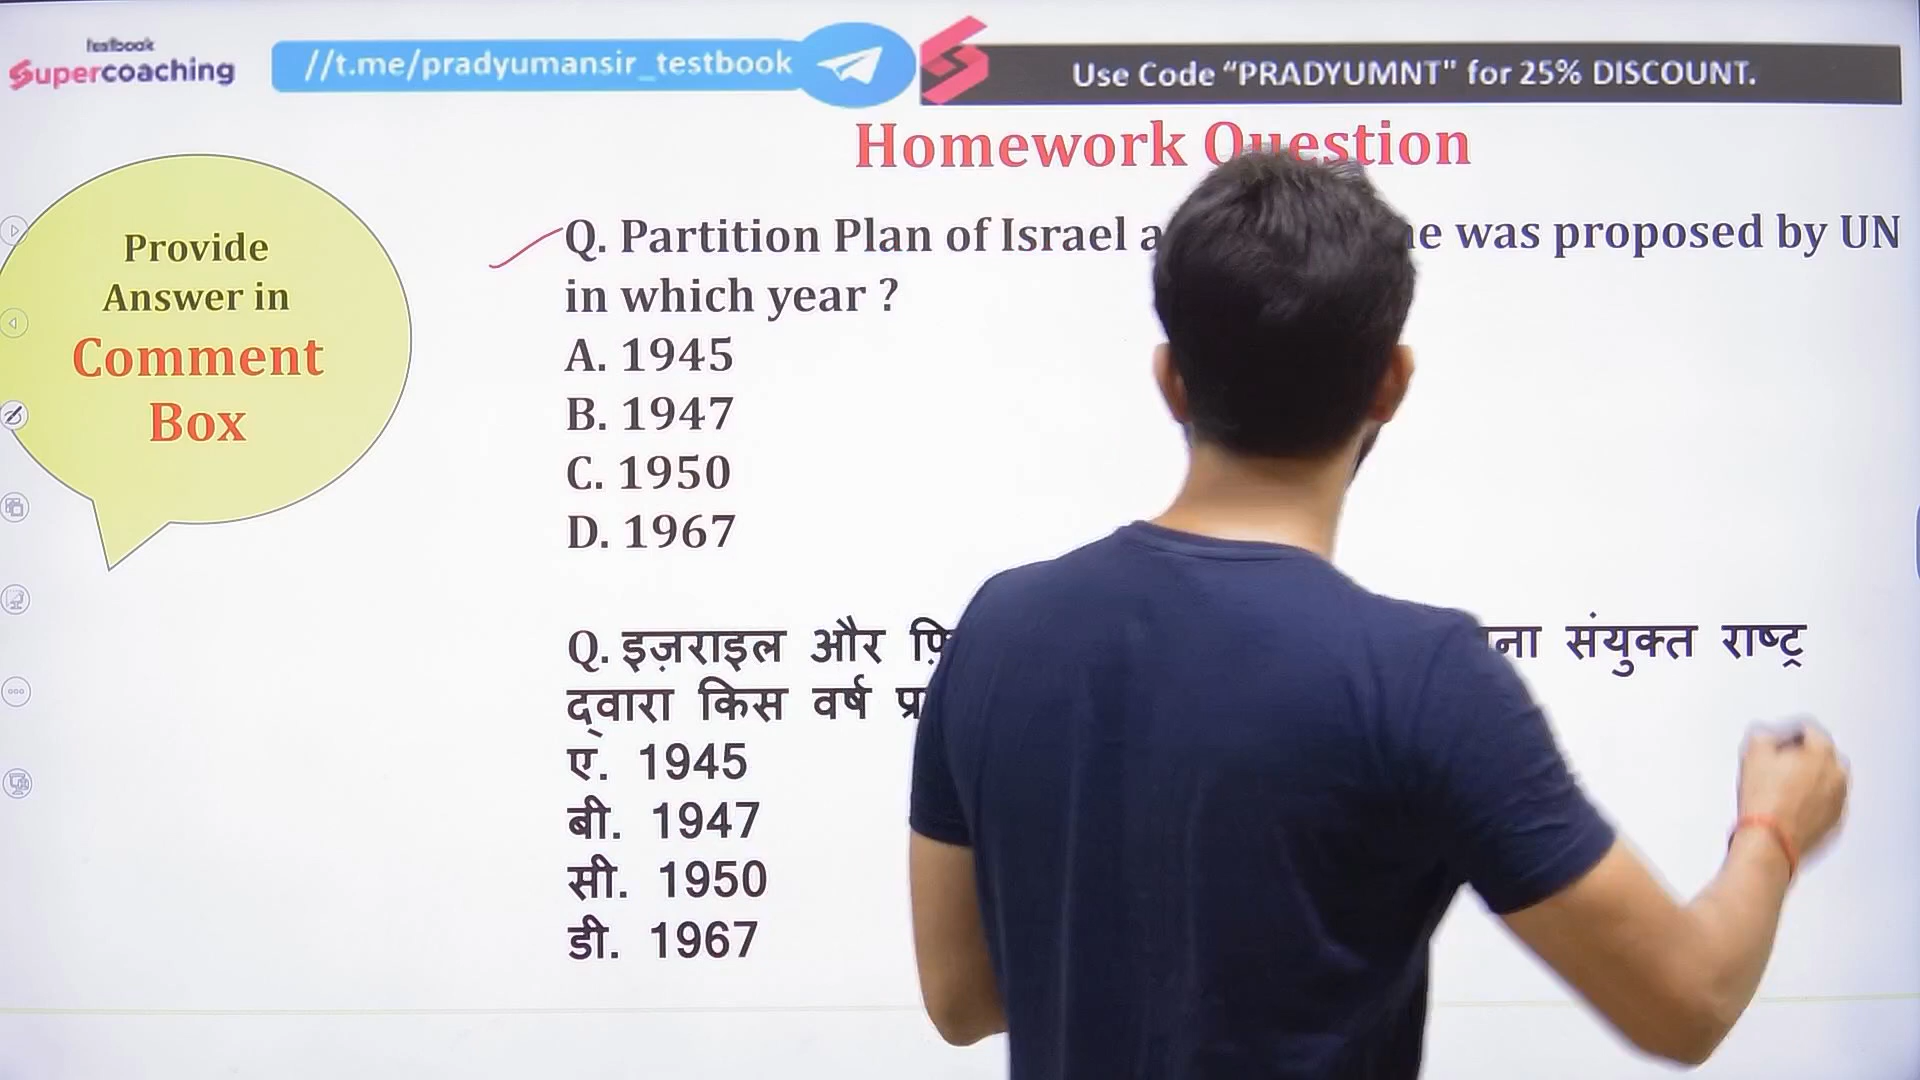 testbook
Supercoaching
//t.me/pradyumansir_testbook
Use Code “PRADYUMNT" for 25% DISCOUNT.
Homework Question
Provide
Answer in
Comment
Box
Q. Partition Plan of Israel was proposed by UN
in which year ?
A. 1945
B. 1947
C. 1950
D. 1967
Q. इज़राइल और संयुक्त राष्ट्र
द्वारा किस वर्ष
ए. 1945
बी. 1947
सी. 1950
डी. 1967